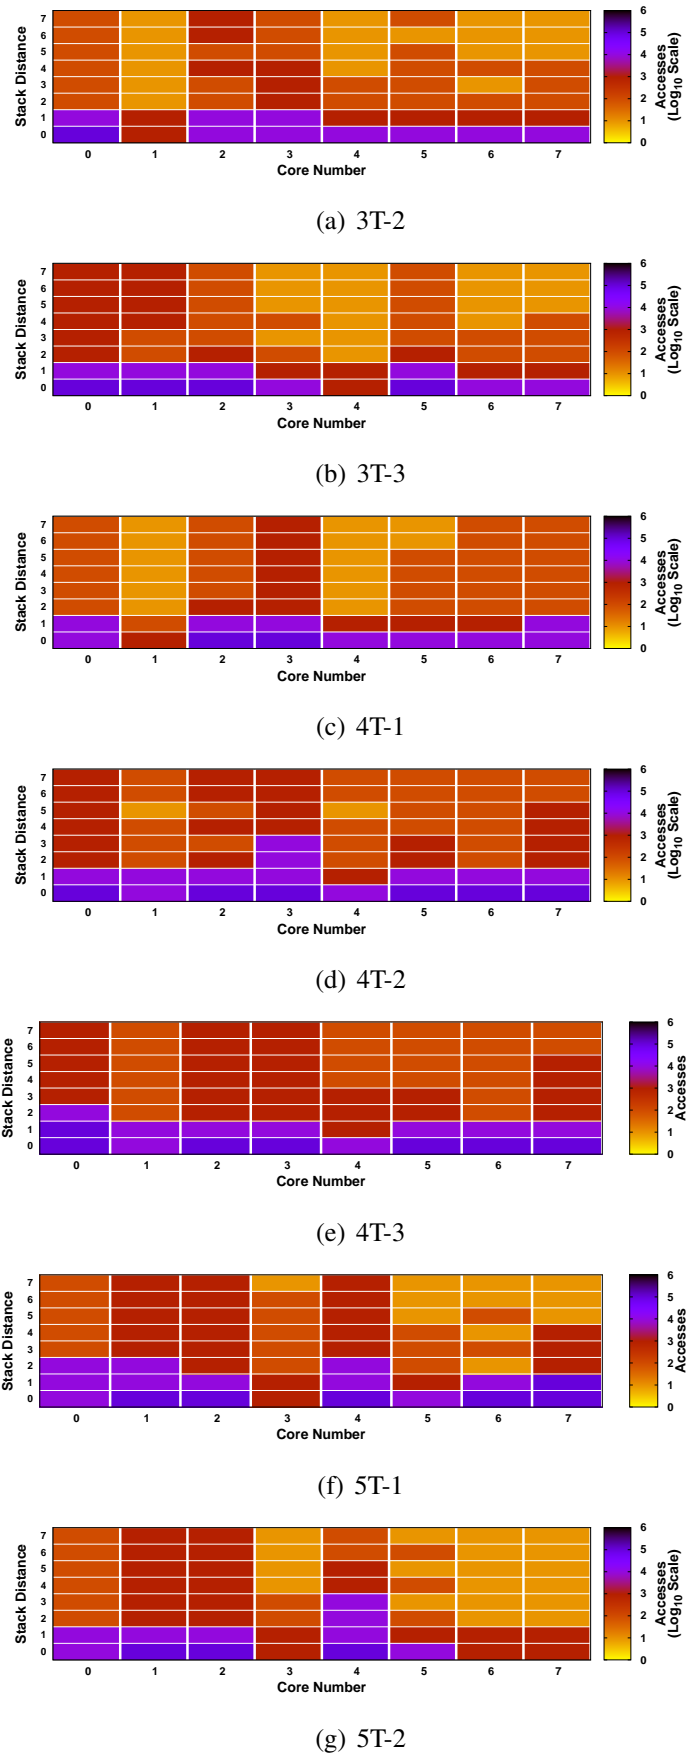 7
6
5
4
3
2
1
0
Stack Distance
0 1 2 3 4 5 6 7
Core Number
6
5
4
3
2
1
0
Accesses
(Log10 Scale)
(a) 3T-2
7
6
5
4
3
2
1
0
Stack Distance
0 1 2 3 4 5 6 7
Core Number
6
5
4
3
2
1
0
Accesses
(Log10 Scale)
(b) 3T-3
7
6
5
4
3
2
1
0
Stack Distance
0 1 2 3 4 5 6 7
Core Number
6
5
4
3
2
1
0
Accesses
(Log10 Scale)
(c) 4T-1
7
6
5
4
3
2
1
0
Stack Distance
0 1 2 3 4 5 6 7
Core Number
6
5
4
3
2
1
0
Accesses
(Log10 Scale)
(d) 4T-2
7
6
5
4
3
2
1
0
Stack Distance
0 1 2 3 4 5 6 7
Core Number
6
5
4
3
2
1
0
Accesses
(e) 4T-3
7
6
5
4
3
2
1
0
Stack Distance
0 1 2 3 4 5 6 7
Core Number
6
5
4
3
2
1
0
Accesses
(f) 5T-1
7
6
5
4
3
2
1
0
Stack Distance
0 1 2 3 4 5 6 7
Core Number
6
5
4
3
2
1
0
Accesses
(Log10 Scale)
(g) 5T-2